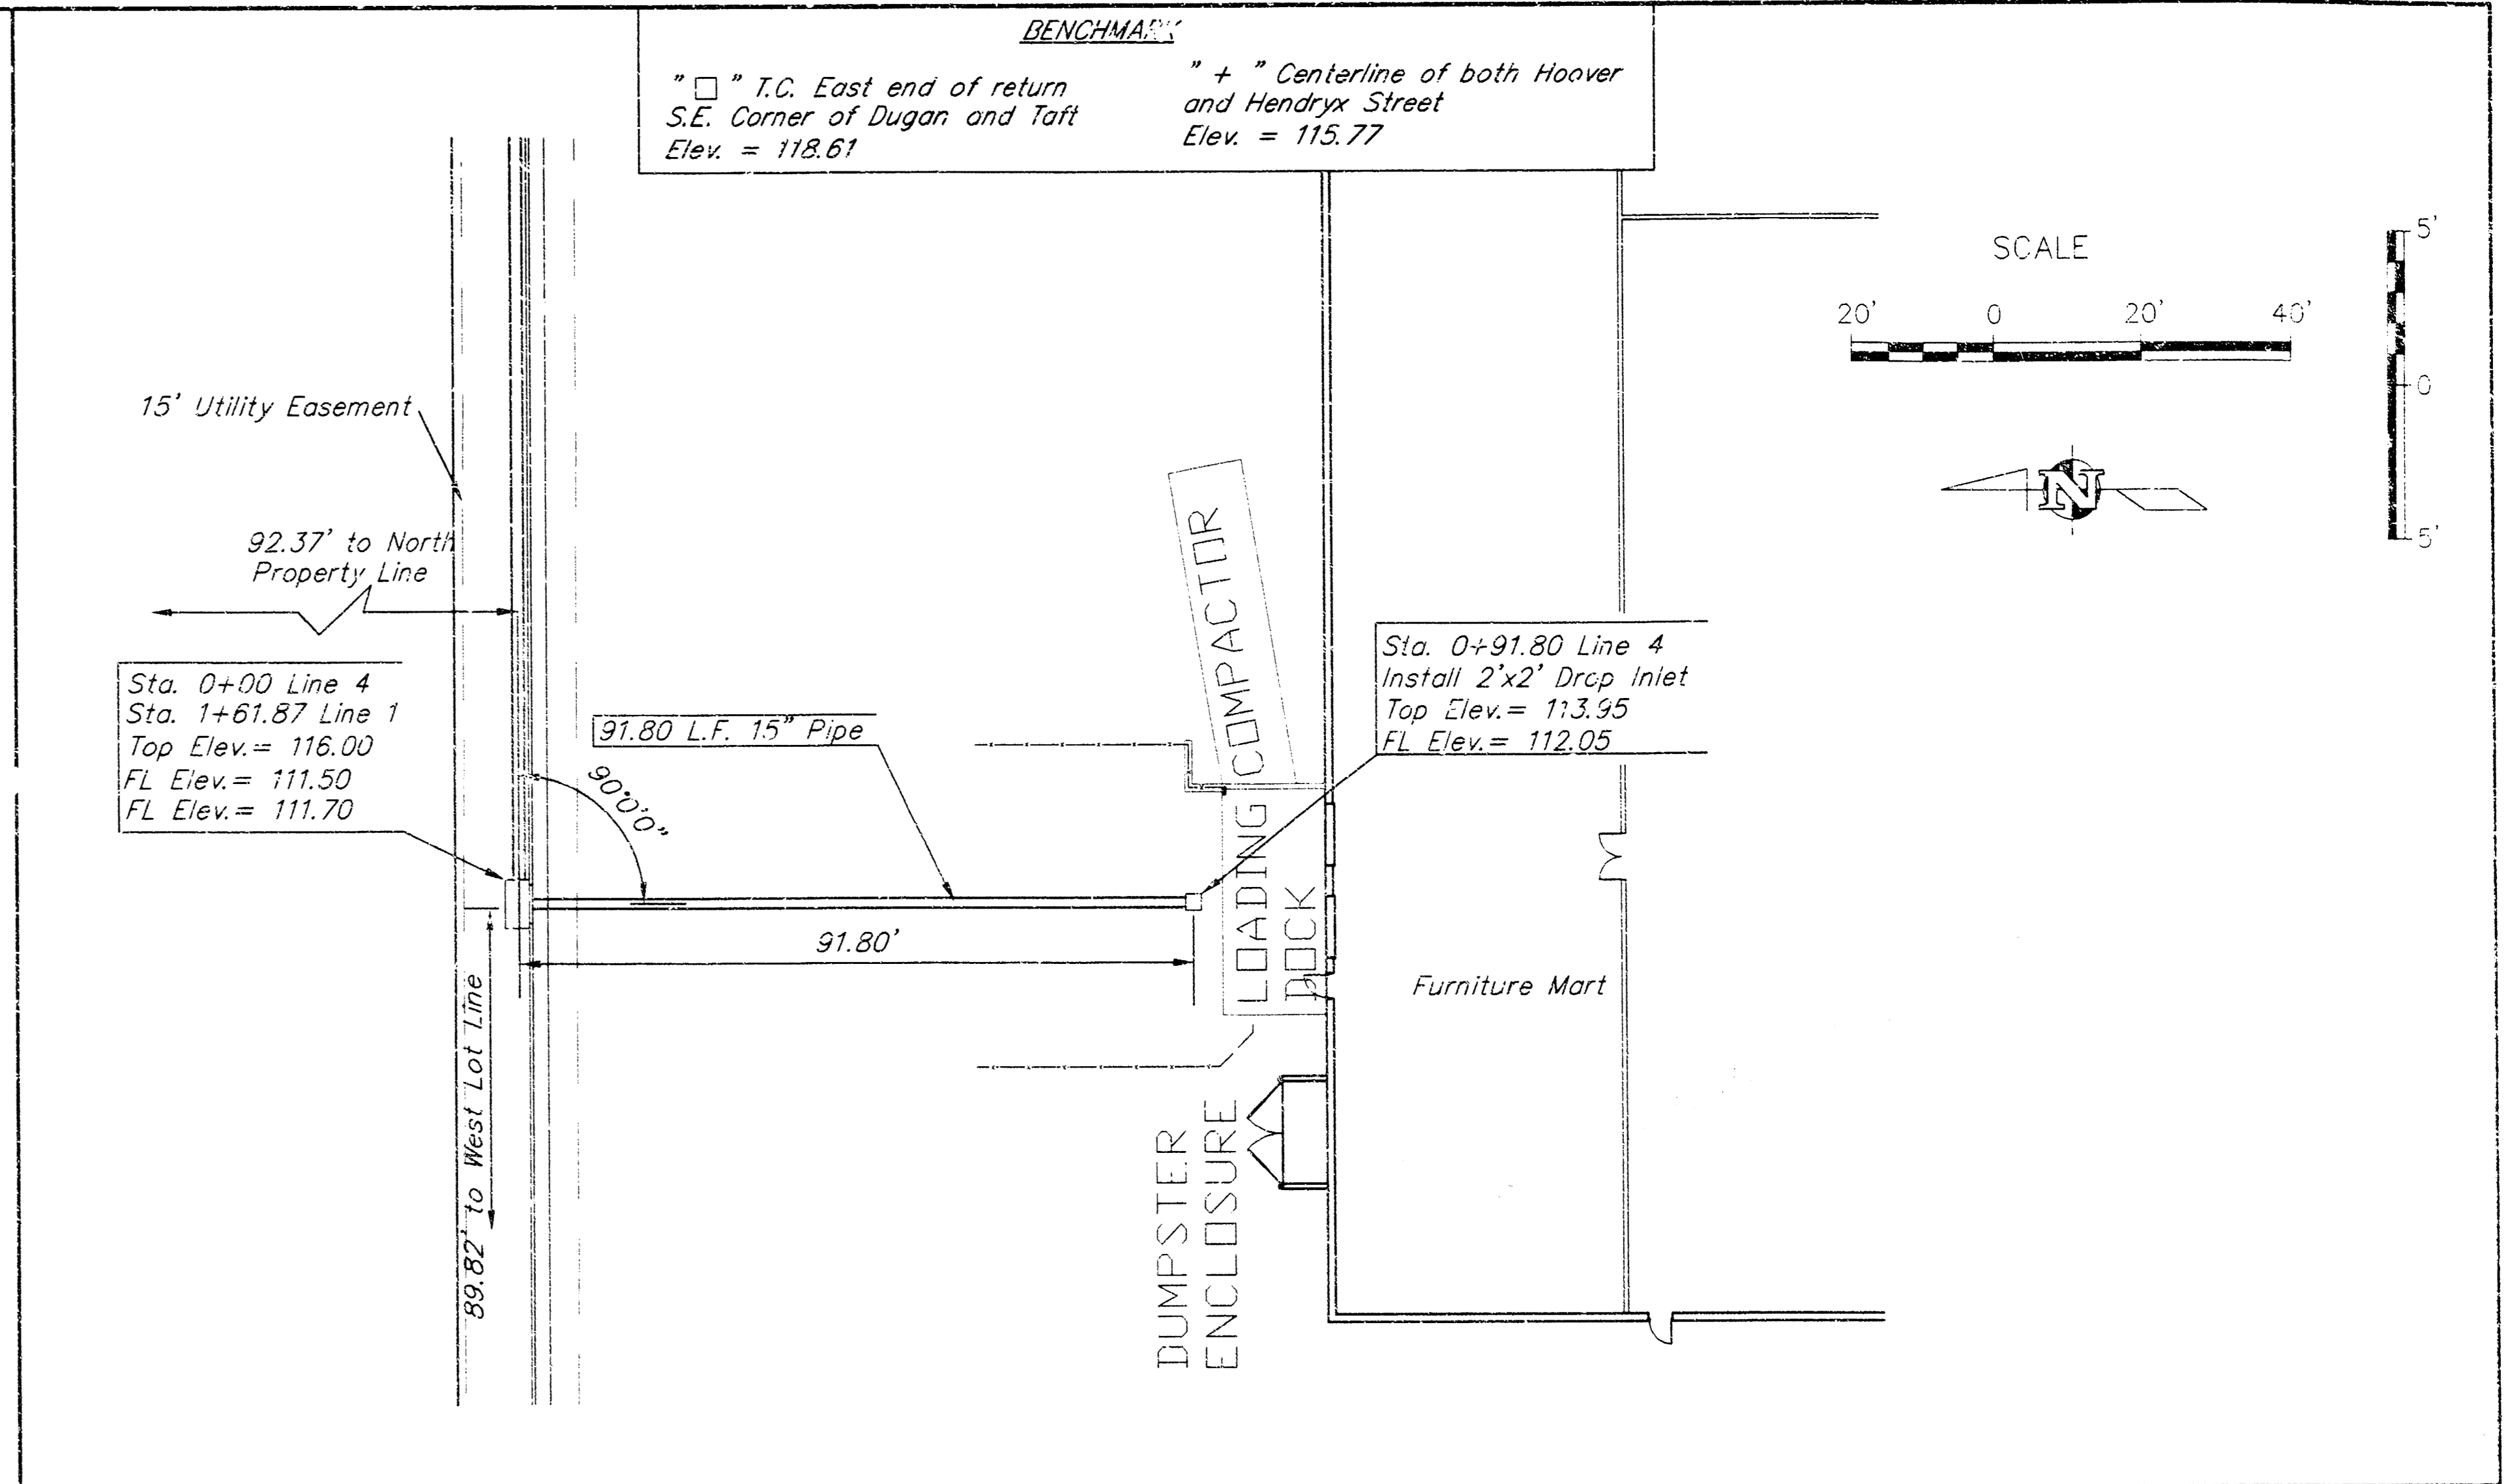 BENCHMARK
" □ " T.C. East end of return
S.E. Corner of Dugan and Taft
Elev. = 118.61
" + " Centerline of both Hoover
and Hendryx Street
Elev. = 115.77
SCALE
20' 0 20' 40'
5'
0
5'
N
15' Utility Easement
92.37' to North
Property Line
Sta. 0+00 Line 4
Sta. 1+61.87 Line 1
Top Elev.= 116.00
FL Elev.= 111.50
FL Elev.= 111.70
91.80 L.F. 15" Pipe
90°0'0"
Sta. 0+91.80 Line 4
Install 2'x2' Drop Inlet
Top Elev.= 113.95
FL Elev.= 112.05
COMPACTOR
LOADING
DOCK
91.80'
Furniture Mart
89.82' to West Lot Line
DUMPSTER
ENCLOSURE